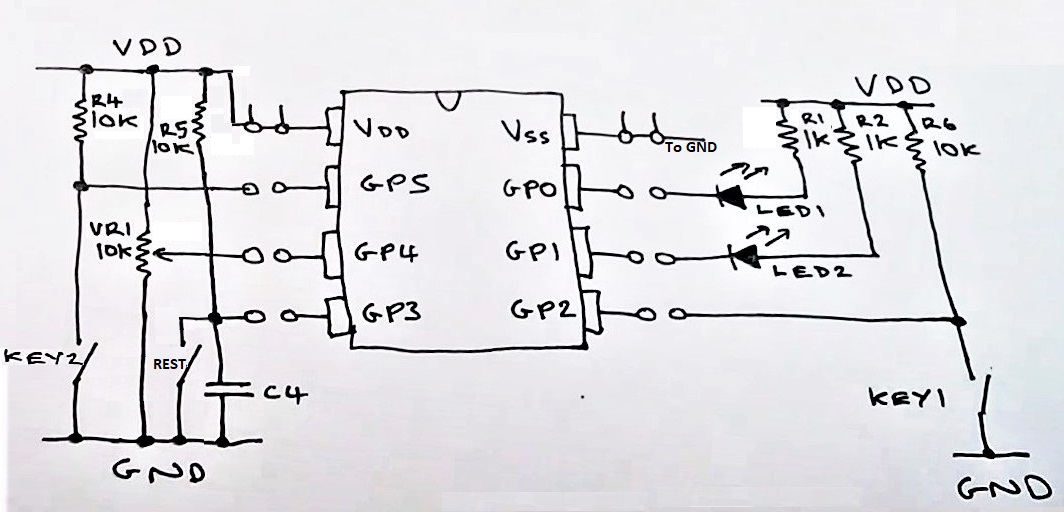 VDD
R4
10K
R5
10K
VR1
10K
KEY2
REST
C4
GND
VDD
GP5
GP4
GP3
VSS
GP0
GP1
GP2
To GND
VDD
R1
1K
R2
1K
R6
10K
LED1
LED2
KEY1
GND